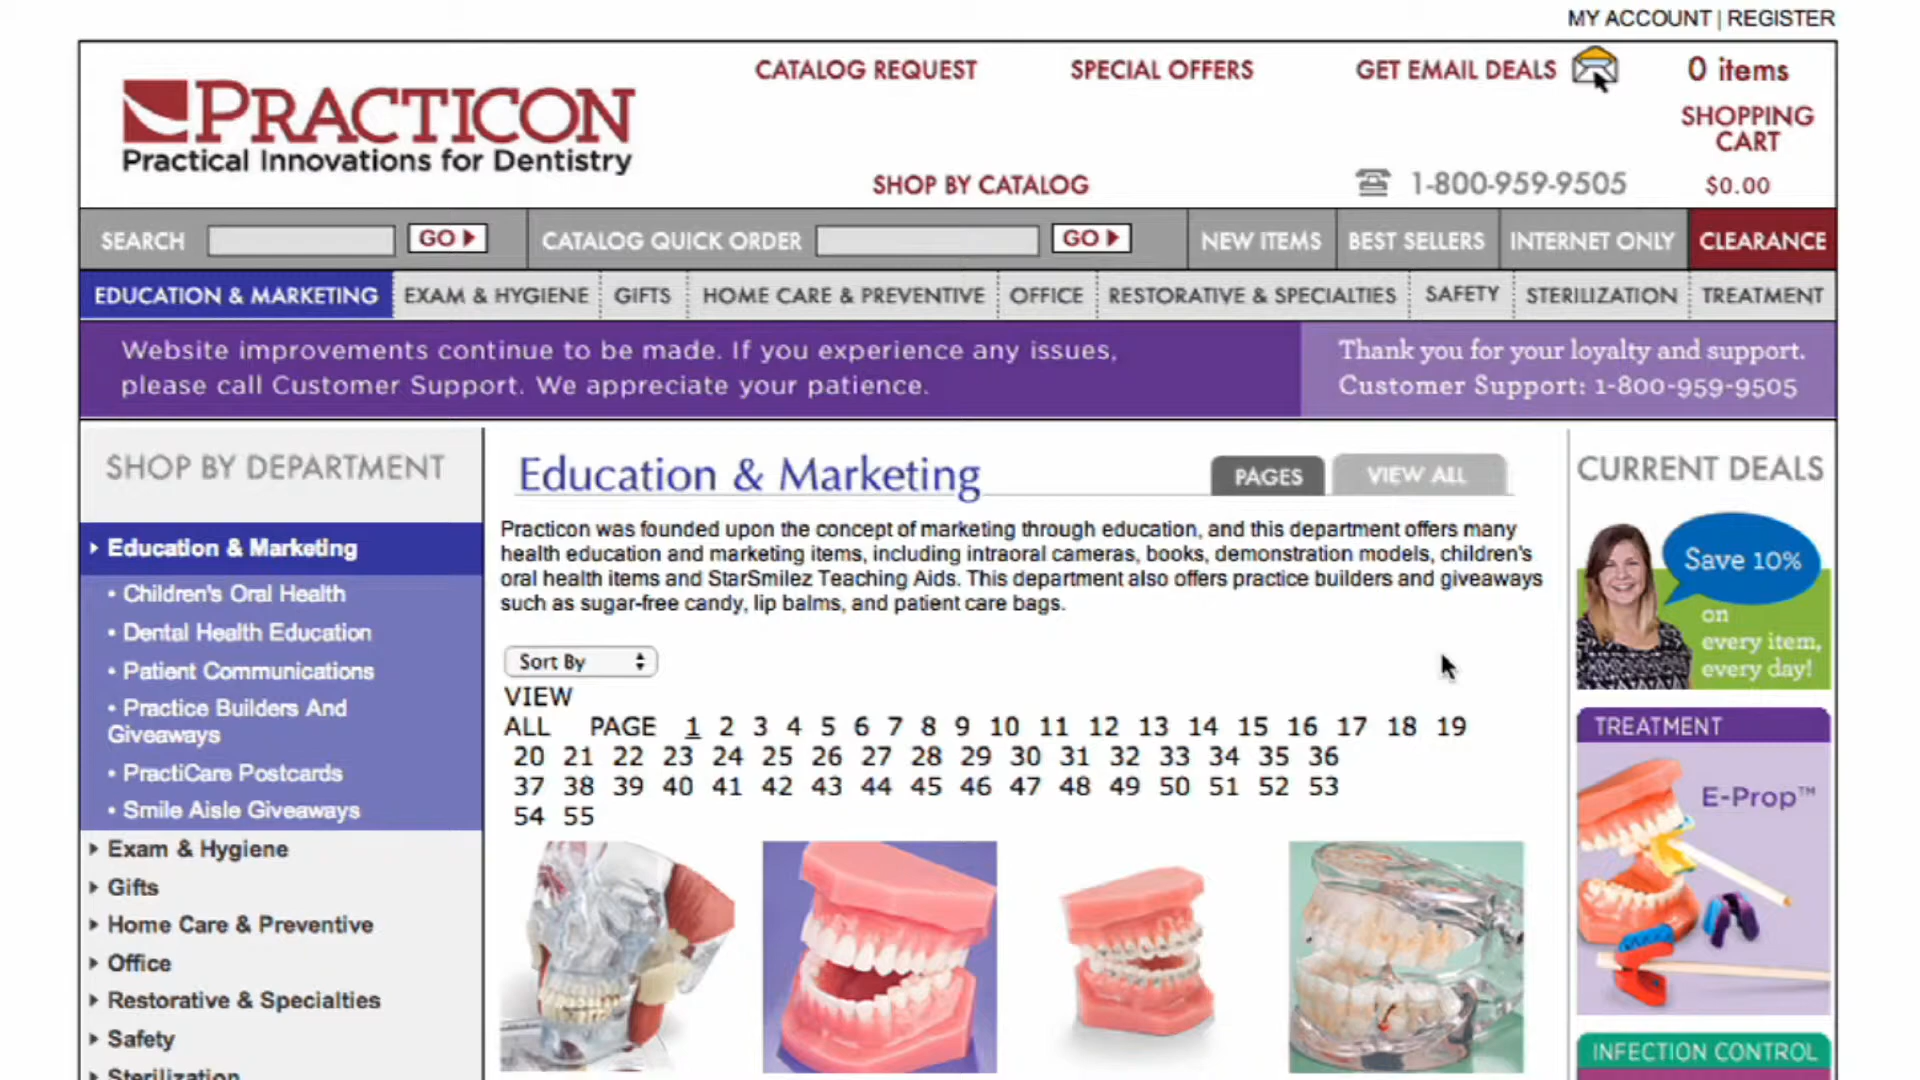 MY ACCOUNT | REGISTER
CATALOG REQUEST
SPECIAL OFFERS
GET EMAIL DEALS
0 items
SHOPPING
CART
$0.00
PRACTICON
Practical Innovations for Dentistry
SHOP BY CATALOG
1-800-959-9505
SEARCH
GO
CATALOG QUICK ORDER
GO
NEW ITEMS
BEST SELLERS
INTERNET ONLY
CLEARANCE
EDUCATION & MARKETING
EXAM & HYGIENE
GIFTS
HOME CARE & PREVENTIVE
OFFICE
RESTORATIVE & SPECIALTIES
SAFETY
STERILIZATION
TREATMENT
Website improvements continue to be made. If you experience any issues,
please call Customer Support. We appreciate your patience.
Thank you for your loyalty and support.
Customer Support: 1-800-959-9505
SHOP BY DEPARTMENT
Education & Marketing
• Children's Oral Health
• Dental Health Education
• Patient Communications
• Practice Builders And
Giveaways
• PractiCare Postcards
• Smile Aisle Giveaways
Exam & Hygiene
Gifts
Home Care & Preventive
Office
Restorative & Specialties
Safety
Sterilization
Education & Marketing
PAGES
VIEW ALL
Practicon was founded upon the concept of marketing through education, and this department offers many
health education and marketing items, including intraoral cameras, books, demonstration models, children's
oral health items and StarSmilez Teaching Aids. This department also offers practice builders and giveaways
such as sugar-free candy, lip balms, and patient care bags.
Sort By
VIEW
ALL PAGE 1 2 3 4 5 6 7 8 9 10 11 12 13 14 15 16 17 18 19
20 21 22 23 24 25 26 27 28 29 30 31 32 33 34 35 36
37 38 39 40 41 42 43 44 45 46 47 48 49 50 51 52 53
54 55
CURRENT DEALS
Save 10%
on
every item,
every day!
TREATMENT
E-Prop™
INFECTION CONTROL